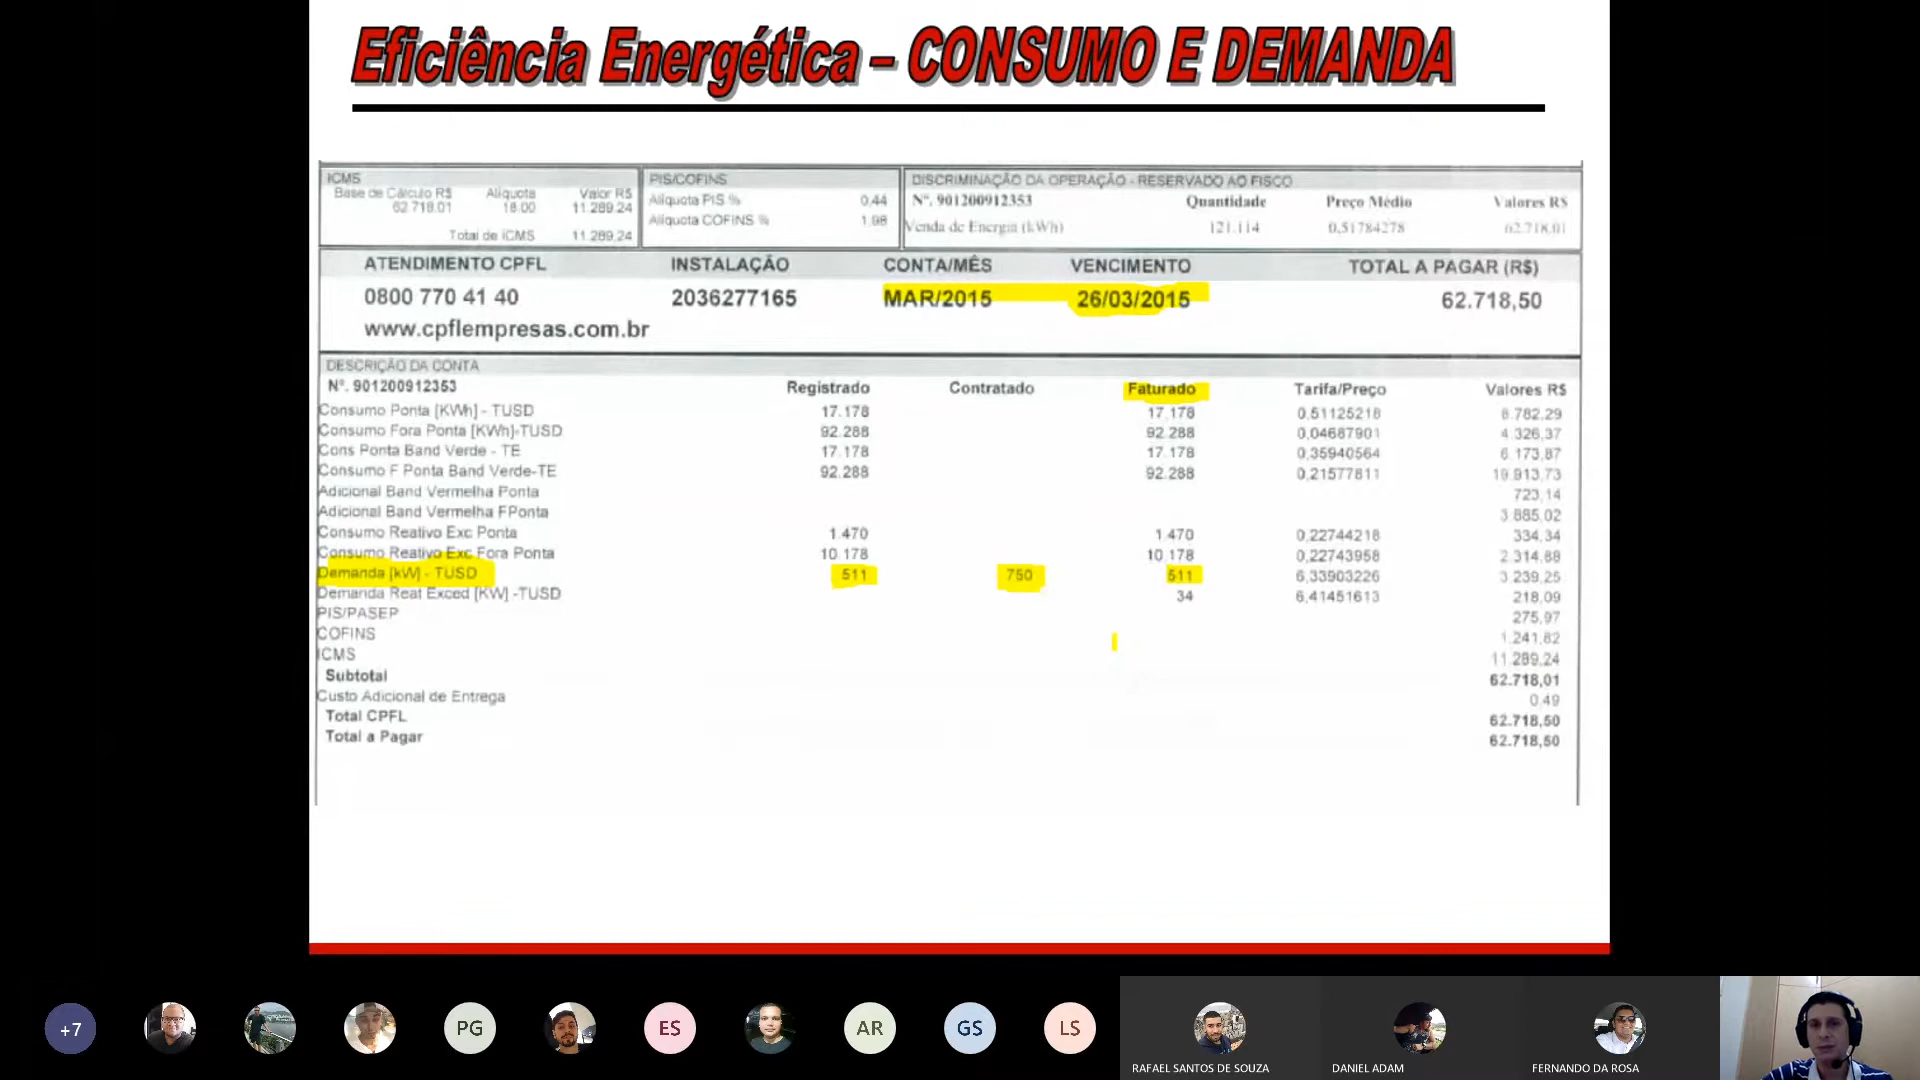 Eficiência Energética – CONSUMO E DEMANDA
ICMS
Base de Cálculo R$ Alíquota Valor R$
62.718,01 18.00 11.289,24
Total de ICMS 11.289,24
PIS/COFINS
Alíquota PIS % 0,44
Alíquota COFINS % 1,98
DISCRIMINAÇÃO DA OPERAÇÃO - RESERVADO AO FISCO
Nº. 901200912353 Quantidade Preço Médio Valores R$
Venda de Energia (kWh) 121.114 0,51784278 62.718,01
ATENDIMENTO CPFL INSTALAÇÃO CONTA/MÊS VENCIMENTO TOTAL A PAGAR (R$)
0800 770 41 40 2036277165 MAR/2015 26/03/2015 62.718,50
www.cpflempresas.com.br
DESCRIÇÃO DA CONTA
Nº. 901200912353 Registrado Contratado Faturado Tarifa/Preço Valores R$
Consumo Ponta [KWh] - TUSD 17.178 17.178 0,51125218 8.782,29
Consumo Fora Ponta [KWh]-TUSD 92.288 92.288 0,04687901 4.326,37
Cons Ponta Band Verde - TE 17.178 17.178 0,35940564 6.173,87
Consumo F Ponta Band Verde-TE 92.288 92.288 0,21577811 19.913,73
Adicional Band Vermelha Ponta 723,14
Adicional Band Vermelha FPonta 3.885,02
Consumo Reativo Exc Ponta 1.470 1.470 0,22744218 334,34
Consumo Reativo Exc Fora Ponta 10.178 10.178 0,22743958 2.314,88
Demanda [kW] - TUSD 511 750 511 6,33903226 3.239,25
Demanda Reat Exced [KW] -TUSD 34 6,41451613 218,09
PIS/PASEP 275,97
COFINS 1.241,82
ICMS 11.289,24
Subtotal 62.718,01
Custo Adicional de Entrega 0,49
Total CPFL 62.718,50
Total a Pagar 62.718,50
+7
PG
ES
AR
GS
LS
RAFAEL SANTOS DE SOUZA
DANIEL ADAM
FERNANDO DA ROSA